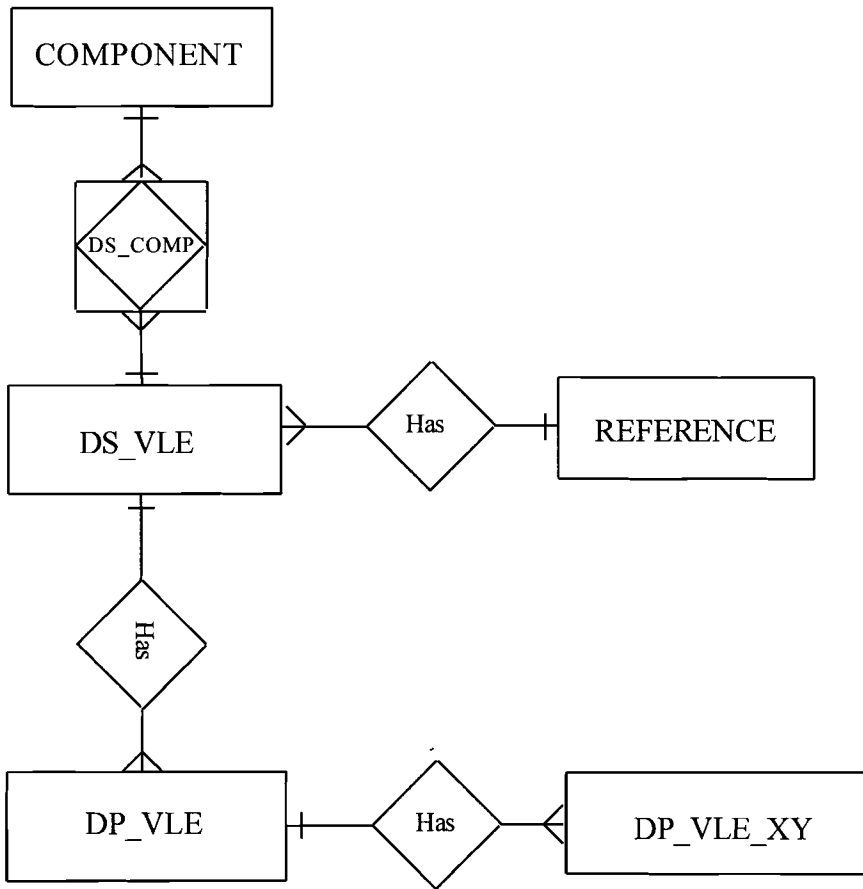 COMPONENT
DS_COMP
DS_VLE
Has
REFERENCE
Has
DP_VLE
Has
DP_VLE_XY